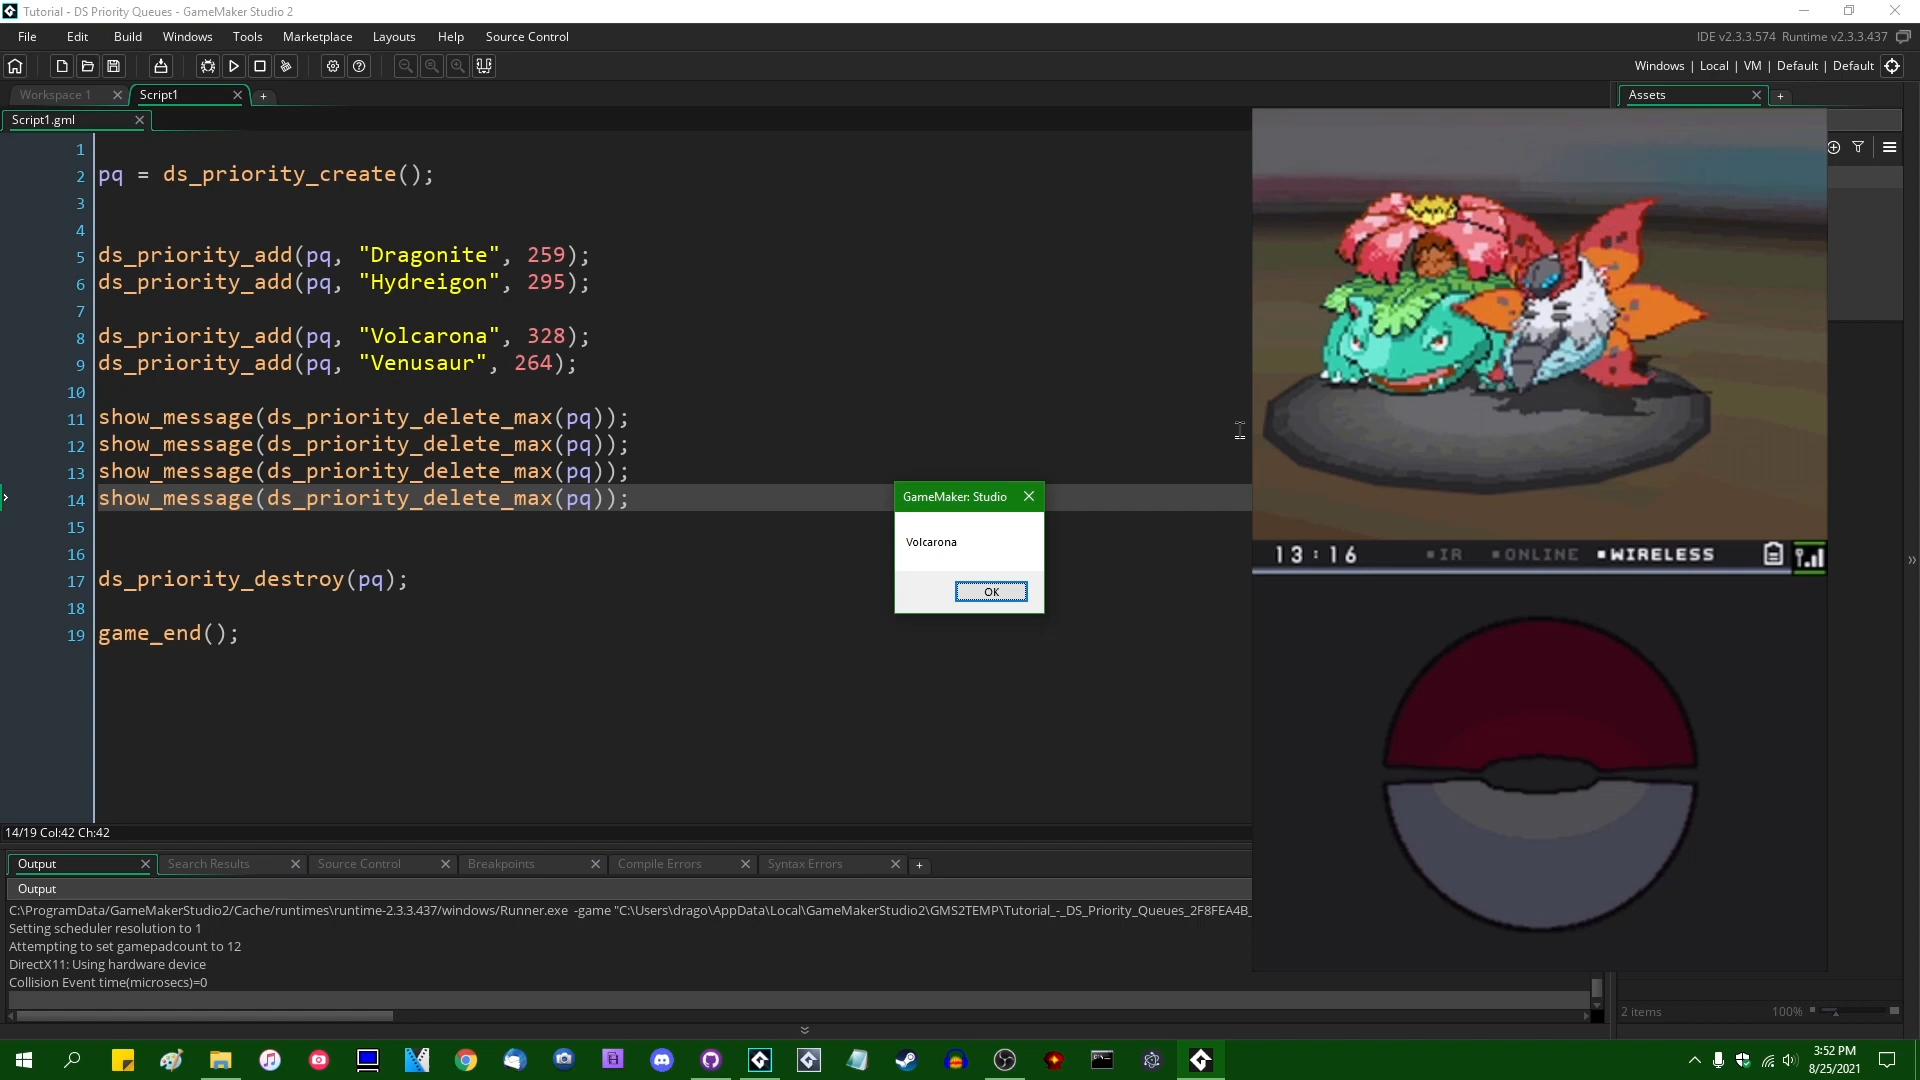 Tutorial - DS Priority Queues - GameMaker Studio 2
File Edit Build Windows Tools Marketplace Layouts Help Source Control
IDE v2.3.3.574 Runtime v2.3.3.437
Windows | Local | VM | Default | Default
Workspace 1
Script1
Assets
Script1.gml
1
2 pq = ds_priority_create();
3
4
5 ds_priority_add(pq, "Dragonite", 259);
6 ds_priority_add(pq, "Hydreigon", 295);
7
8 ds_priority_add(pq, "Volcarona", 328);
9 ds_priority_add(pq, "Venusaur", 264);
10
11 show_message(ds_priority_delete_max(pq));
12 show_message(ds_priority_delete_max(pq));
13 show_message(ds_priority_delete_max(pq));
14 show_message(ds_priority_delete_max(pq));
15
16
17 ds_priority_destroy(pq);
18
19 game_end();
GameMaker: Studio
Volcarona
OK
13:16 IR ONLINE WIRELESS
14/19 Col:42 Ch:42
Output Search Results Source Control Breakpoints Compile Errors Syntax Errors
Output
C:\ProgramData/GameMakerStudio2/Cache/runtimes\runtime-2.3.3.437/windows/Runner.exe -game "C:\Users\drago\AppData\Local\GameMakerStudio2\GMS2TEMP\Tutorial_-_DS_Priority_Queues_2F8FEA4B_
Setting scheduler resolution to 1
Attempting to set gamepadcount to 12
DirectX11: Using hardware device
Collision Event time(microsecs)=0
2 items
100%
3:52 PM
8/25/2021